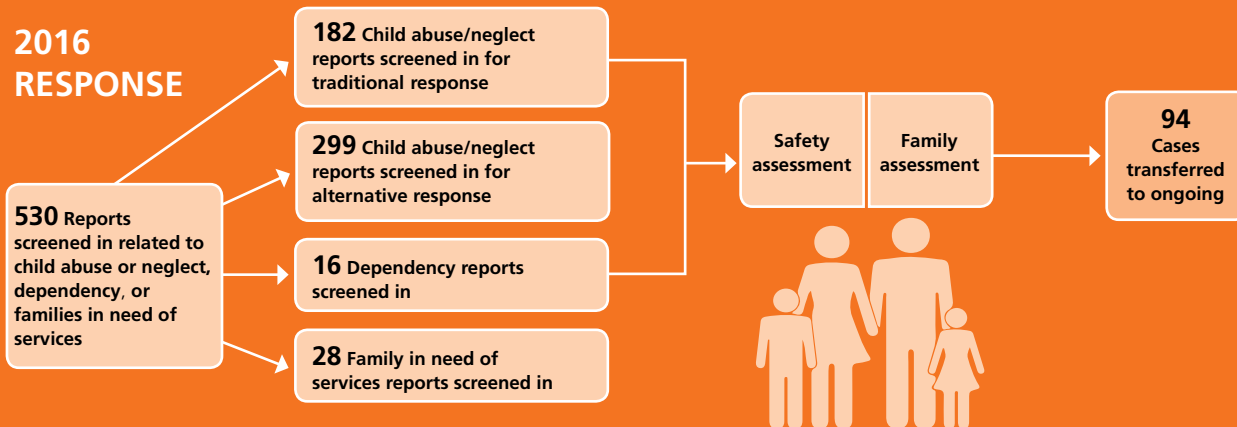 2016
RESPONSE
530 Reports
screened in related to
child abuse or neglect,
dependency, or
families in need of
services
182 Child abuse/neglect
reports screened in for
traditional response
299 Child abuse/neglect
reports screened in for
alternative response
16 Dependency reports
screened in
28 Family in need of
services reports screened in
Safety
assessment
Family
assessment
94
Cases
transferred
to ongoing